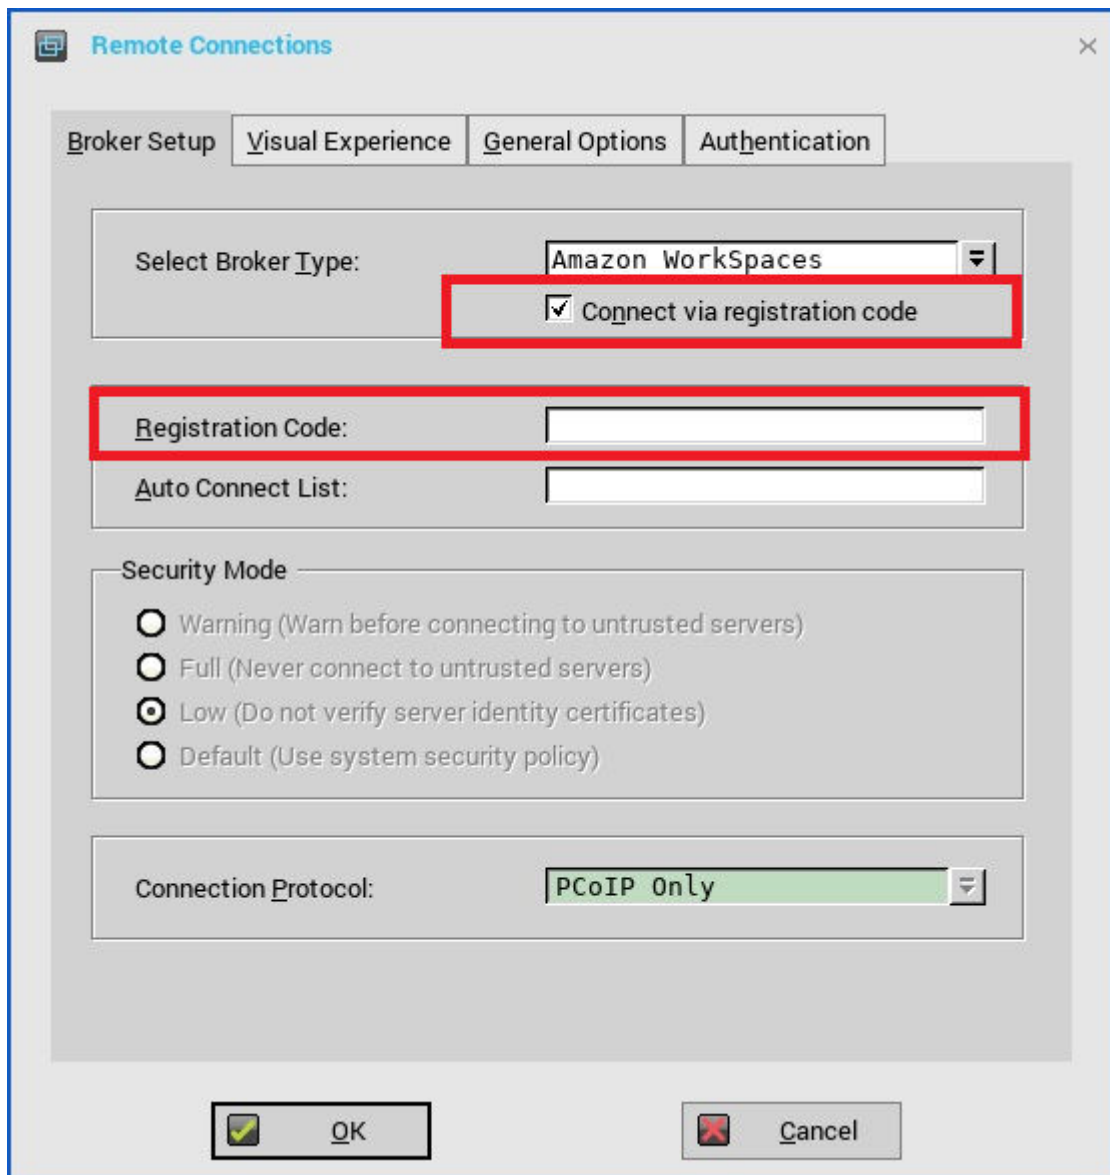 Remote Connections
Broker Setup Visual Experience General Options Authentication
Select Broker Type: Amazon WorkSpaces
Connect via registration code
Registration Code:
Auto Connect List:
Security Mode
Warning (Warn before connecting to untrusted servers)
Full (Never connect to untrusted servers)
Low (Do not verify server identity certificates)
Default (Use system security policy)
Connection Protocol: PCoIP Only
OK Cancel